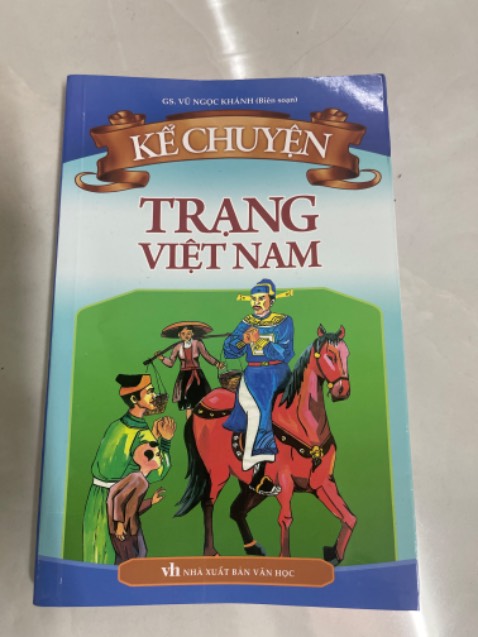 GS. VŨ NGỌC KHÁNH (Biên soạn)
KỂ CHUYỆN
TRẠNG
VIỆT NAM
vh NHÀ XUẤT BẢN VĂN HỌC